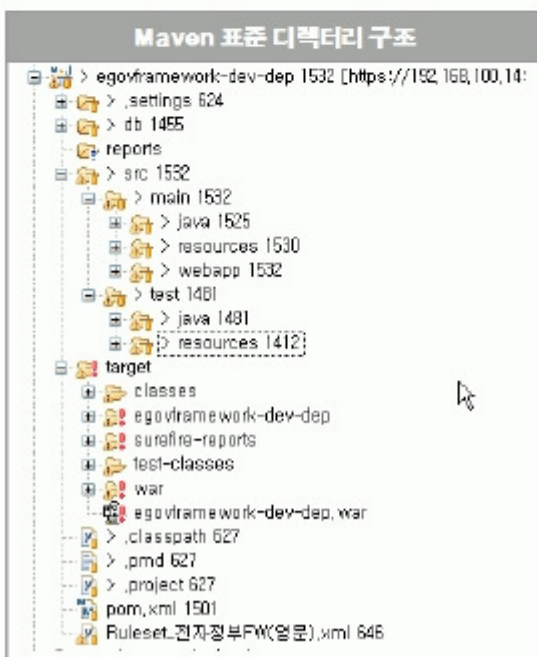 Maven 표준 디렉터리 구조
> egovframework-dev-dep 1532 [https://192.168.100.14:
> .settings 624
> db 1455
reports
> src 1532
> main 1532
> java 1525
> resources 1530
> webapp 1532
> test 1481
> java 1481
> resources 1412
target
classes
egovframework-dev-dep
surefire-reports
test-classes
war
egovframework-dev-dep.war
> .classpath 627
> .pmd 627
> .project 627
pom.xml 1501
Ruleset_전자정부FW(영문).xml 646